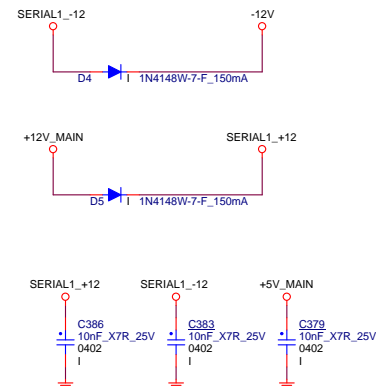 SERIAL1_-12 -12V
D4 I 1N4148W-7-F_150mA
+12V_MAIN SERIAL1_+12
D5 I 1N4148W-7-F_150mA
SERIAL1_+12 SERIAL1_-12 +5V_MAIN
C386 C383 C379
10nF_X7R_25V 10nF_X7R_25V 10nF_X7R_25V
0402 0402 0402
I I I